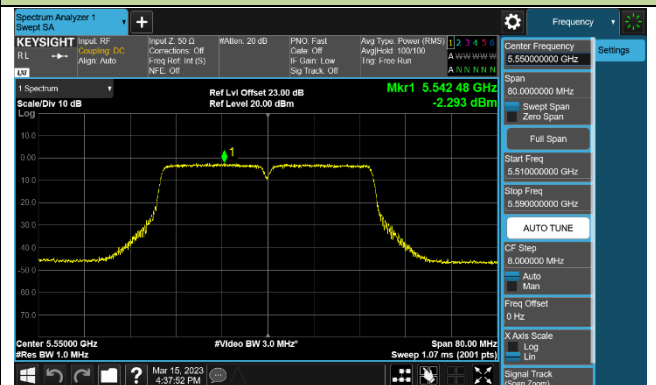 Spectrum Analyzer 1
Swept SA
+
Frequency
KEYSIGHT
RL
LXI
Input: RF
Coupling: DC
Align: Auto
Input Z: 50 Ω
Corrections: Off
Freq Ref: Int (S)
NFE: Off
#Atten: 20 dB
PNO: Fast
Gate: Off
IF Gain: Low
Sig Track: Off
Avg Type: Power (RMS)
Avg|Hold: 100/100
Trig: Free Run
1 2 3 4 5 6
A W W W W W
A N N N N N
1 Spectrum
Scale/Div 10 dB
Log
Ref Lvl Offset 23.00 dB
Ref Level 20.00 dBm
Mkr1 5.542 48 GHz
-2.293 dBm
10.0
0.00
1
-10.0
-20.0
-30.0
-40.0
-50.0
-60.0
-70.0
Center 5.55000 GHz
#Res BW 1.0 MHz
#Video BW 3.0 MHz*
Span 80.00 MHz
Sweep 1.07 ms (2001 pts)
Center Frequency
5.550000000 GHz
Span
80.0000000 MHz
Swept Span
Zero Span
Full Span
Start Freq
5.510000000 GHz
Stop Freq
5.590000000 GHz
AUTO TUNE
CF Step
8.000000 MHz
Auto
Man
Freq Offset
0 Hz
X Axis Scale
Log
Lin
Signal Track
(Span Zoom)
Settings
?
Mar 15, 2023
4:37:52 PM